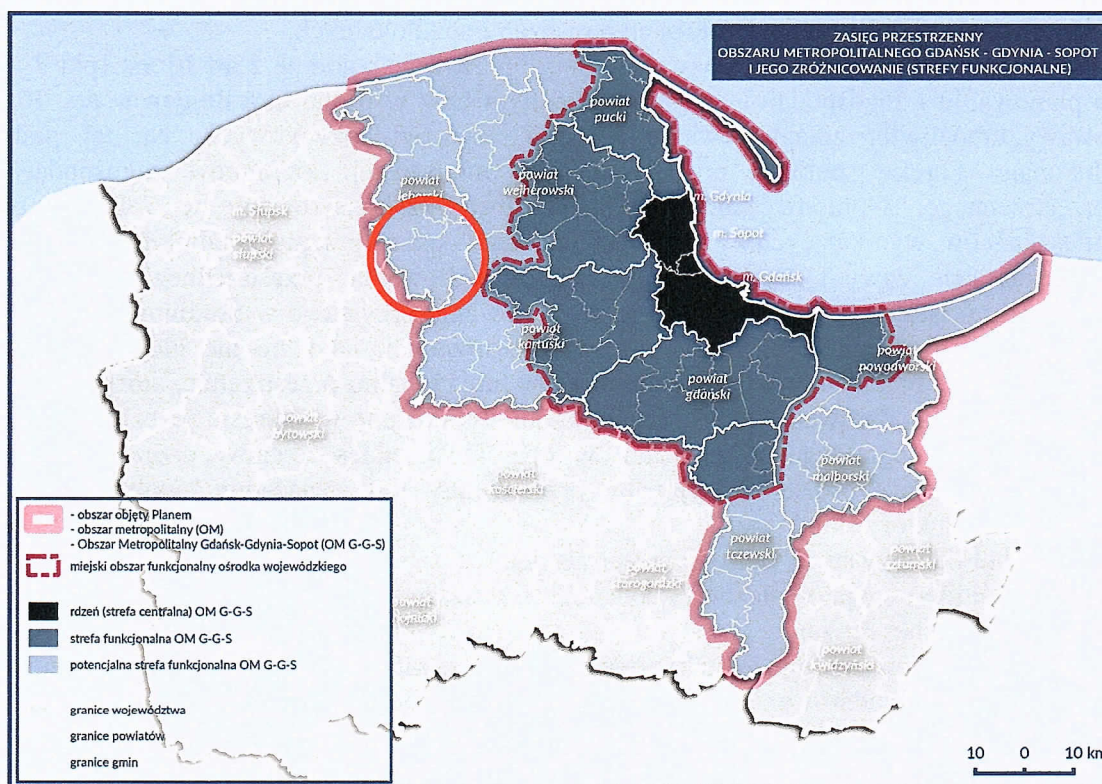 ZASIĘG PRZESTRZENNY
OBSZARU METROPOLITALNEGO GDAŃSK - GDYNIA - SOPOT
I JEGO ZRÓŻNICOWANIE (STREFY FUNKCJONALNE)
powiat
pucki
powiat
wejherowski
powiat
lęborski
m. Gdynia
m. Słupsk
m. Sopot
powiat
słupski
m. Gdańsk
powiat
kartuski
powiat
nowodworski
powiat
gdański
powiat
bytowski
powiat
malborski
powiat
kościerski
powiat
tczewski
powiat
sztumski
powiat
starogardzki
powiat
chojnicki
powiat
kwidzyński
- obszar objęty Planem
- obszar metropolitalny (OM)
- Obszar Metropolitalny Gdańsk-Gdynia-Sopot (OM G-G-S)
miejski obszar funkcjonalny ośrodka wojewódzkiego
rdzeń (strefa centralna) OM G-G-S
strefa funkcjonalna OM G-G-S
potencjalna strefa funkcjonalna OM G-G-S
granice województwa
granice powiatów
granice gmin
10 0 10 km